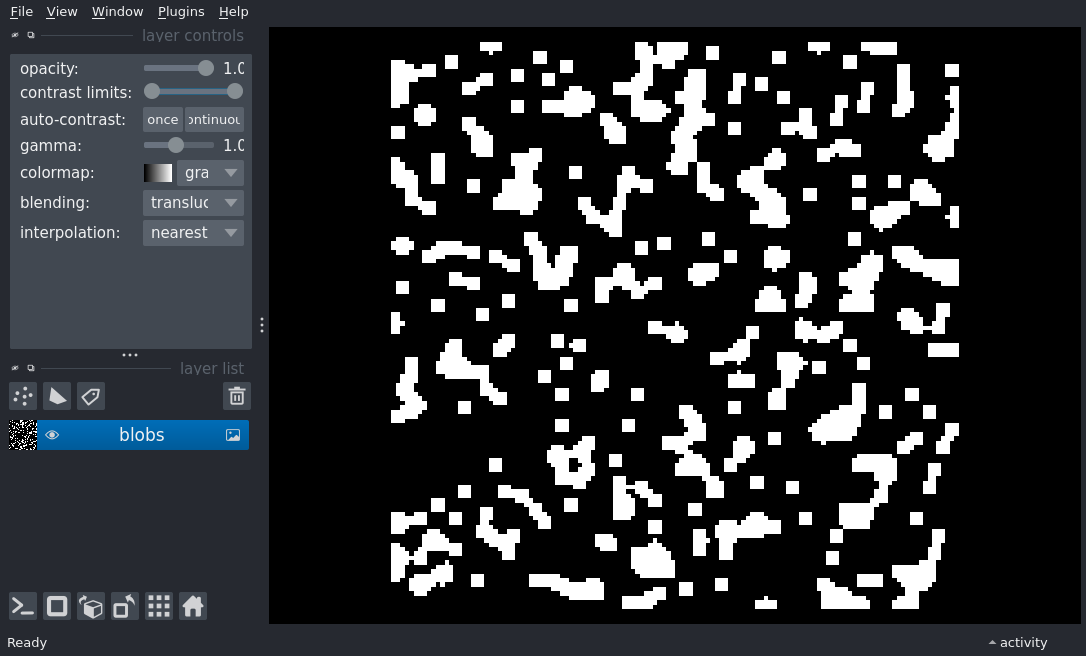 File View Window Plugins Help
layer controls
opacity: 1.0
contrast limits:
auto-contrast: once ontinuou
gamma: 1.0
colormap: gra
blending: transluc
interpolation: nearest
layer list
blobs
Ready
activity